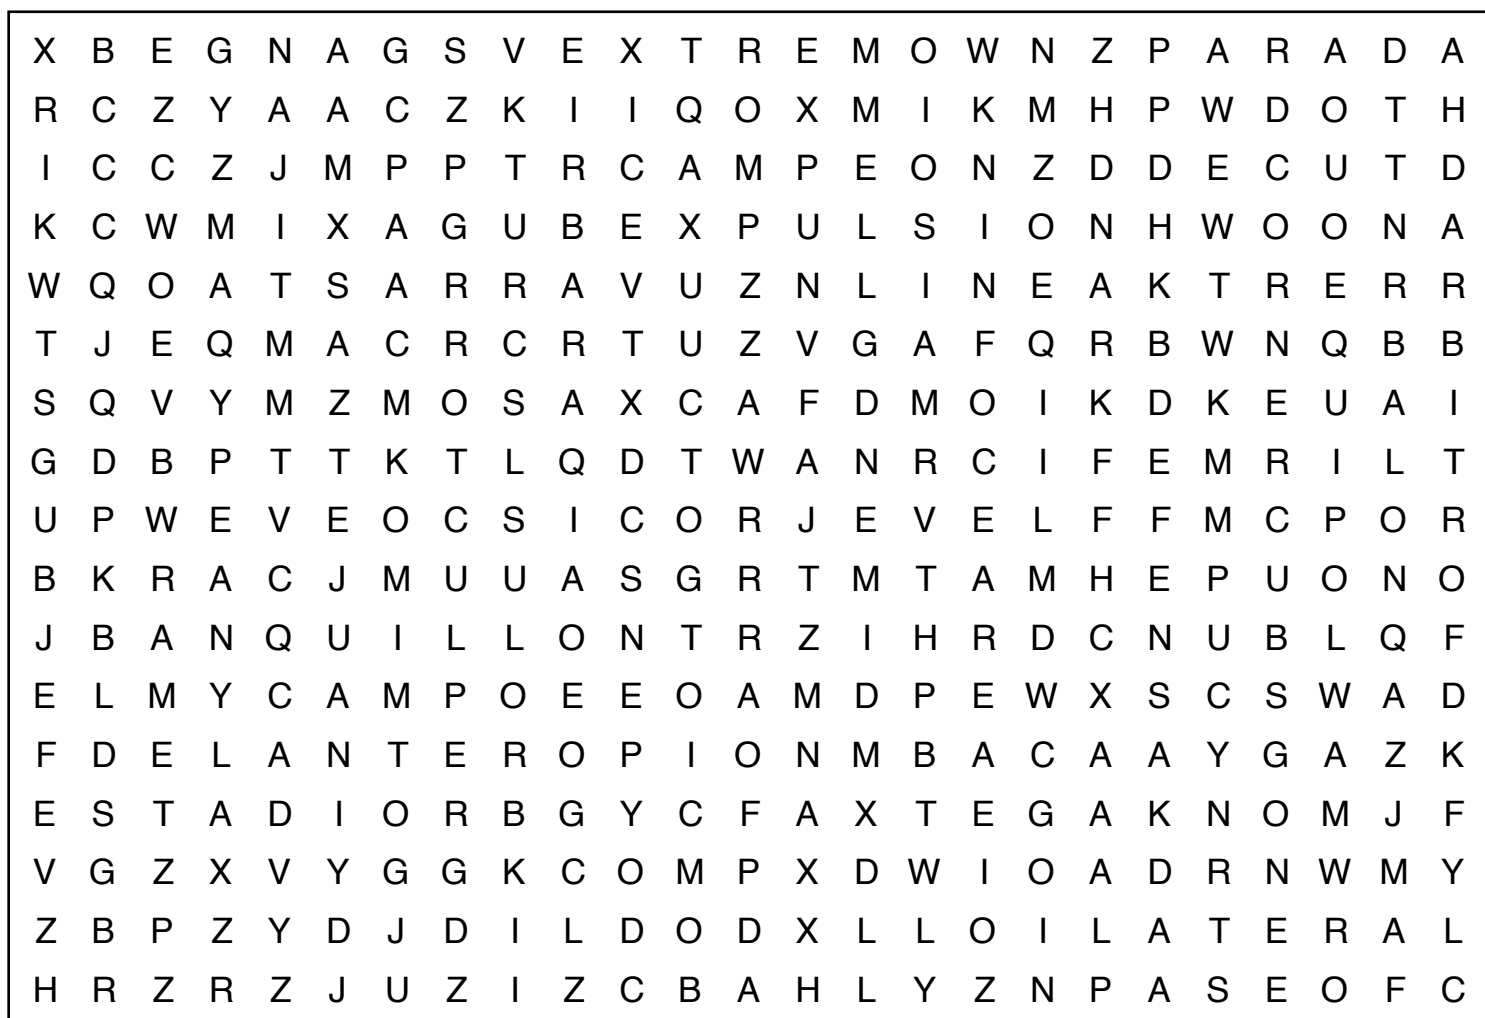 X B E G N A G S V E X T R E M O W N Z P A R A D A
R C Z Y A A C Z K I I Q O X M I K M H P W D O T H
I C C Z J M P P T R C A M P E O N Z D D E C U T D
K C W M I X A G U B E X P U L S I O N H W O O N A
W Q O A T S A R R A V U Z N L I N E A K T R E R R
T J E Q M A C R C R T U Z V G A F Q R B W N Q B B
S Q V Y M Z M O S A X C A F D M O I K D K E U A I
G D B P T T K T L Q D T W A N R C I F E M R I L T
U P W E V E O C S I C O R J E V E L F F M C P O R
B K R A C J M U U A S G R T M T A M H E P U O N O
J B A N Q U I L L O N T R Z I H R D C N U B L Q F
E L M Y C A M P O E E O A M D P E W X S C S W A D
F D E L A N T E R O P I O N M B A C A A Y G A Z K
E S T A D I O R B G Y C F A X T E G A K N O M J F
V G Z X V Y G G K C O M P X D W I O A D R N W M Y
Z B P Z Y D J D I L D O D X L L O I L A T E R A L
H R Z R Z J U Z I Z C B A H L Y Z N P A S E O F C